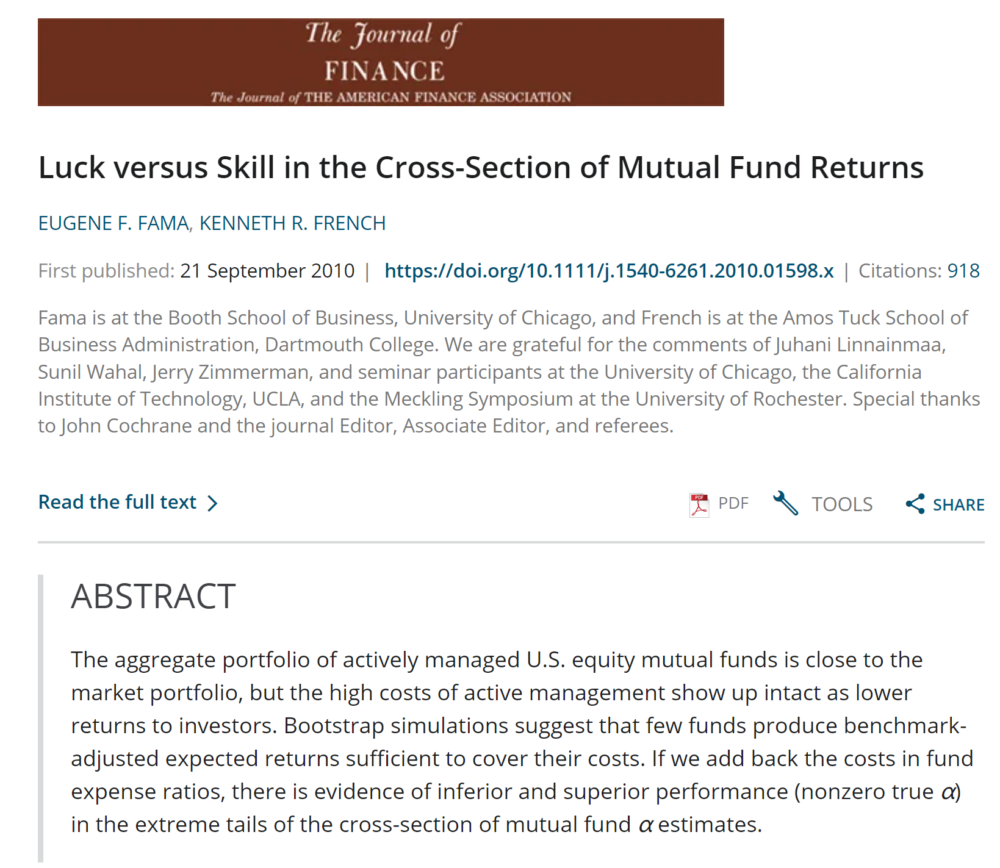 The Journal of
FINANCE
The Journal of THE AMERICAN FINANCE ASSOCIATION
Luck versus Skill in the Cross-Section of Mutual Fund Returns
EUGENE F. FAMA, KENNETH R. FRENCH
First published: 21 September 2010 | https://doi.org/10.1111/j.1540-6261.2010.01598.x | Citations: 918
Fama is at the Booth School of Business, University of Chicago, and French is at the Amos Tuck School of
Business Administration, Dartmouth College. We are grateful for the comments of Juhani Linnainmaa,
Sunil Wahal, Jerry Zimmerman, and seminar participants at the University of Chicago, the California
Institute of Technology, UCLA, and the Meckling Symposium at the University of Rochester. Special thanks
to John Cochrane and the journal Editor, Associate Editor, and referees.
Read the full text PDF PDF TOOLS SHARE
ABSTRACT
The aggregate portfolio of actively managed U.S. equity mutual funds is close to the
market portfolio, but the high costs of active management show up intact as lower
returns to investors. Bootstrap simulations suggest that few funds produce benchmark-
adjusted expected returns sufficient to cover their costs. If we add back the costs in fund
expense ratios, there is evidence of inferior and superior performance (nonzero true α)
in the extreme tails of the cross-section of mutual fund α estimates.